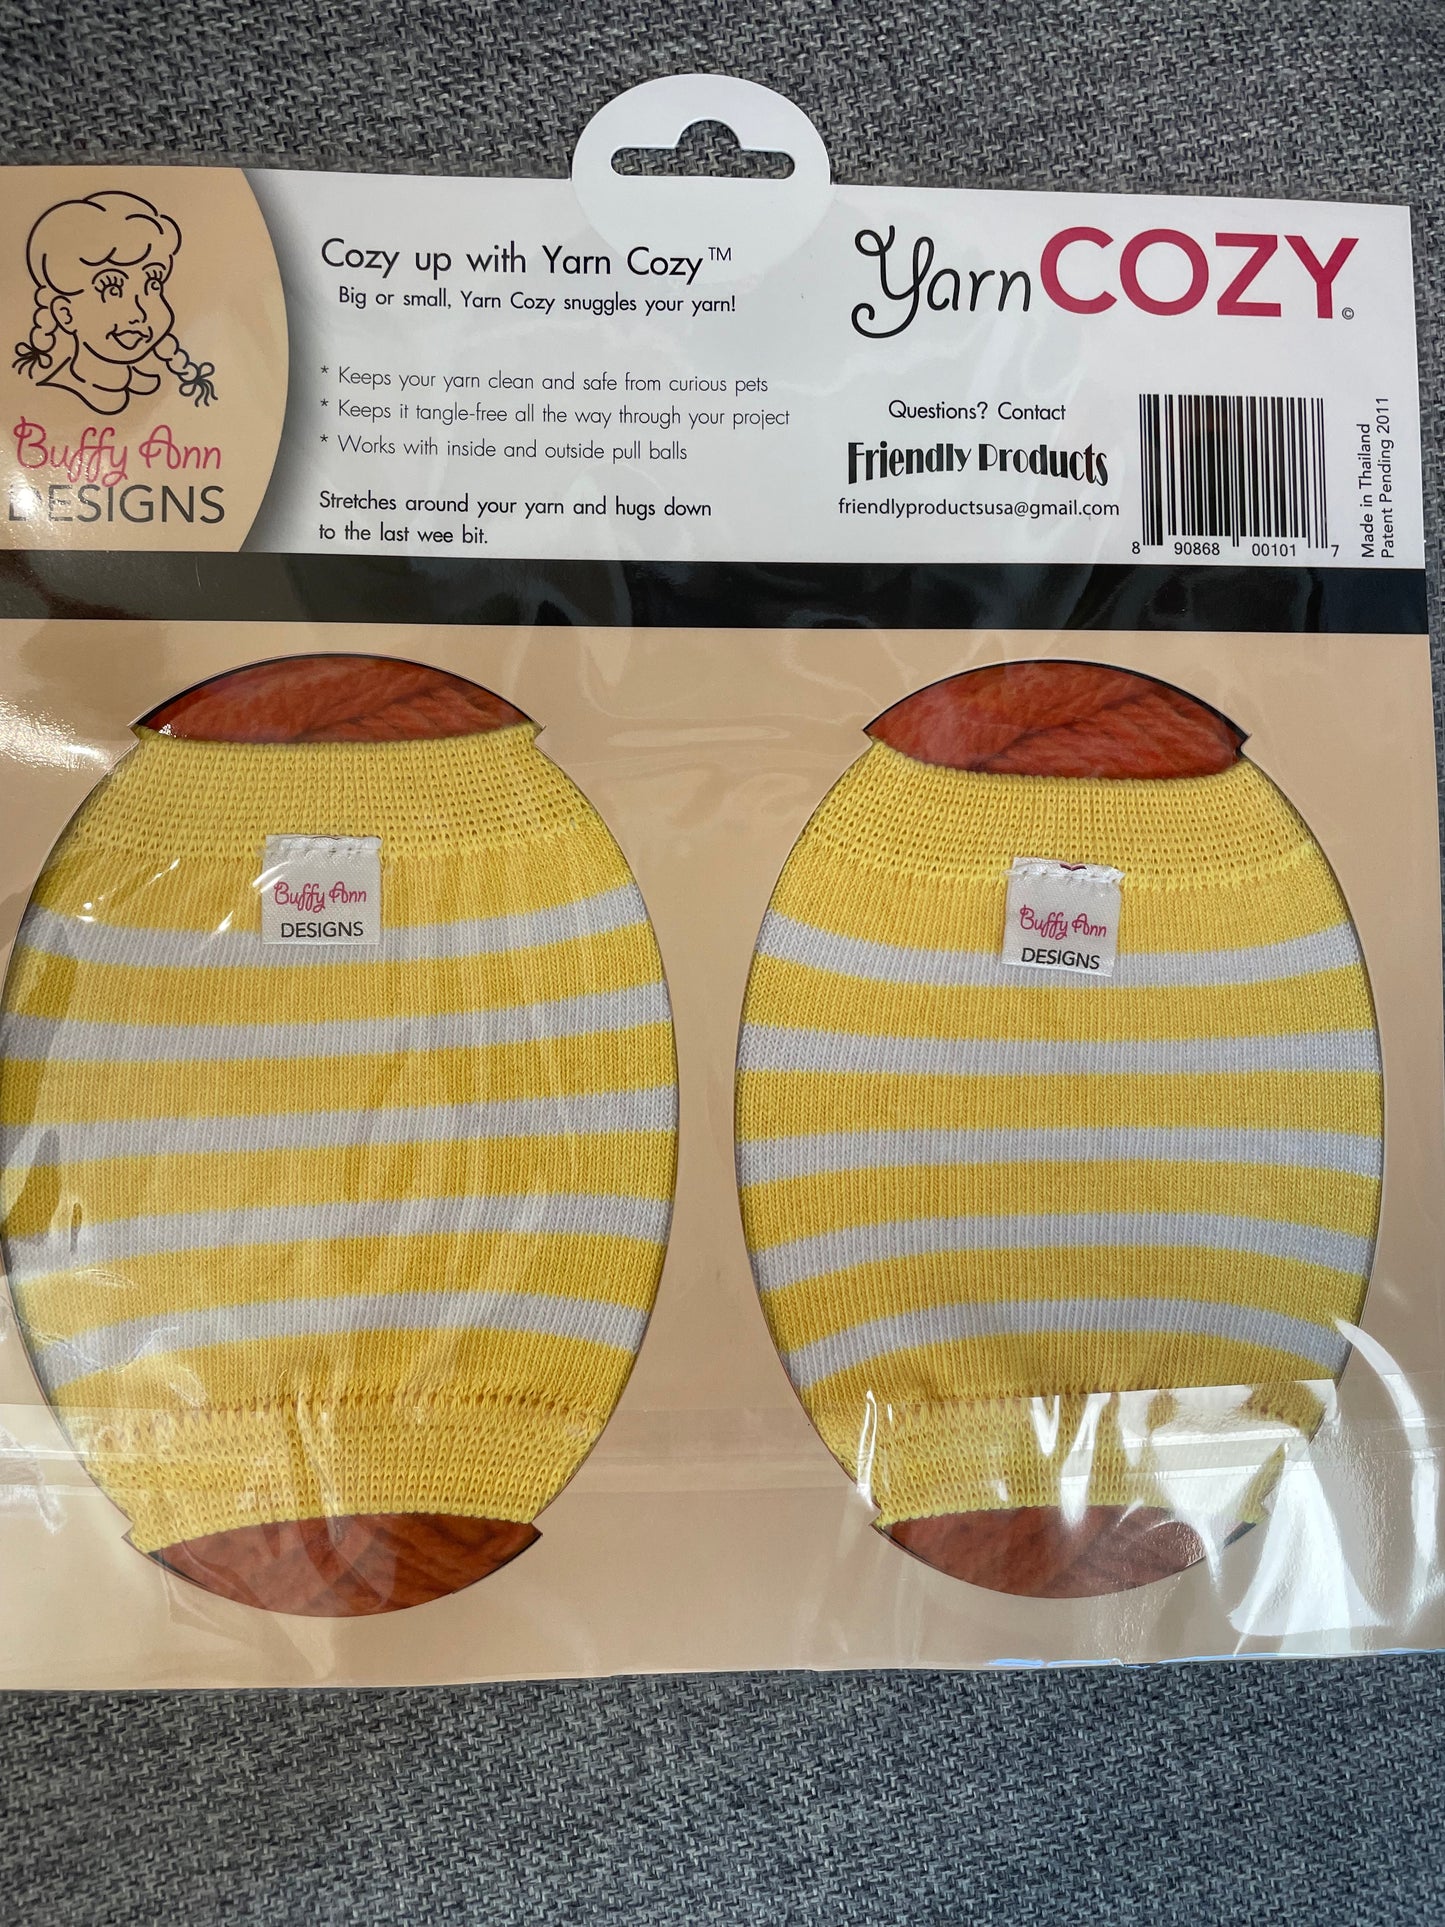 Buffy Ann
DESIGNS
Cozy up with Yarn Cozy™
Big or small, Yarn Cozy snuggles your yarn!
* Keeps your yarn clean and safe from curious pets
* Keeps it tangle-free all the way through your project
* Works with inside and outside pull balls
Stretches around your yarn and hugs down
to the last wee bit.
Yarn COZY©
Questions? Contact
Friendly Products
friendlyproductsusa@gmail.com
8 90868 00101 7
Made in Thailand
Patent Pending 2011
Buffy Ann
DESIGNS
Buffy Ann
DESIGNS